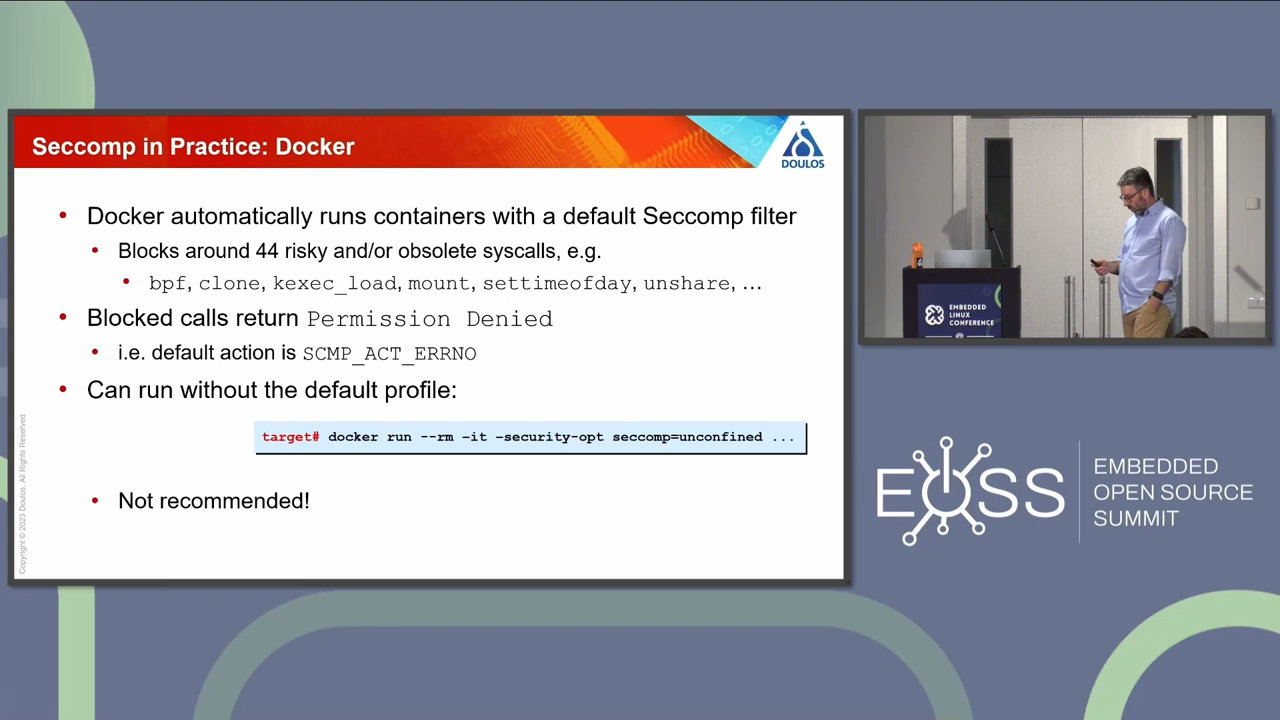 Seccomp in Practice: Docker
DOULOS
• Docker automatically runs containers with a default Seccomp filter
• Blocks around 44 risky and/or obsolete syscalls, e.g.
• bpf, clone, kexec_load, mount, settimeofday, unshare, …
• Blocked calls return Permission Denied
• i.e. default action is SCMP_ACT_ERRNO
• Can run without the default profile:
target# docker run --rm –it –security-opt seccomp=unconfined ...
• Not recommended!
Copyright © 2023 Doulos. All Rights Reserved
EMBEDDED
LINUX
CONFERENCE
EOSS
EMBEDDED
OPEN SOURCE
SUMMIT